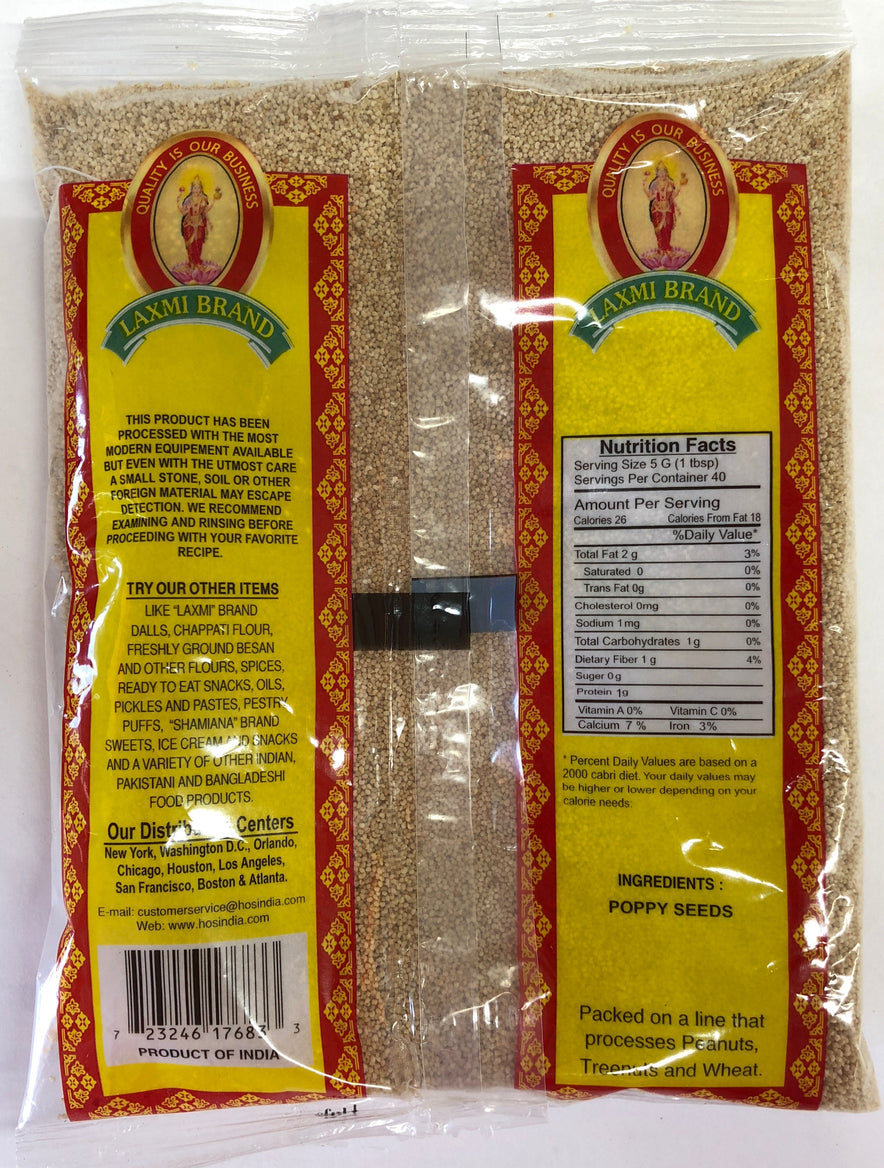 QUALITY IS OUR BUSINESS
LAXMI BRAND
THIS PRODUCT HAS BEEN
PROCESSED WITH THE MOST
MODERN EQUIPEMENT AVAILABLE
BUT EVEN WITH THE UTMOST CARE
A SMALL STONE, SOIL OR OTHER
FOREIGN MATERIAL MAY ESCAPE
DETECTION. WE RECOMMEND
EXAMINING AND RINSING BEFORE
PROCEEDING WITH YOUR FAVORITE
RECIPE.
TRY OUR OTHER ITEMS
LIKE “LAXMI” BRAND
DALLS, CHAPPATI FLOUR,
FRESHLY GROUND BESAN
AND OTHER FLOURS, SPICES,
READY TO EAT SNACKS, OILS,
PICKLES AND PASTES, PESTRY
PUFFS, “SHAMIANA” BRAND
SWEETS, ICE CREAM AND SNACKS
AND A VARIETY OF OTHER INDIAN,
PAKISTANI AND BANGLADESHI
FOOD PRODUCTS.
Our Centers
New York, Washington D.C., Orlando,
Chicago, Houston, Los Angeles,
San Francisco, Boston & Atlanta.
E-mail: customerservice@hosindia.com
Web: www.hosindia.com
7 23246 17683 3
PRODUCT OF INDIA
QUALITY IS OUR BUSINESS
LAXMI BRAND
Nutrition Facts
Serving Size 5 G (1 tbsp)
Servings Per Container 40
Amount Per Serving
Calories 26 Calories From Fat 18
%Daily Value*
Total Fat 2 g 3%
Saturated 0 0%
Trans Fat 0g 0%
Cholesterol 0mg 0%
Sodium 1mg 0%
Total Carbohydrates 1g 0%
Dietary Fiber 1 g 4%
Suger 0g
Protein 1g
Vitamin A 0% Vitamin C 0%
Calcium 7 % Iron 3%
* Percent Daily Values are based on a
2000 cabri diet. Your daily values may
be higher or lower depending on your
calorie needs:
INGREDIENTS :
POPPY SEEDS
Packed on a line that
processes Peanuts,
Treenuts and Wheat.